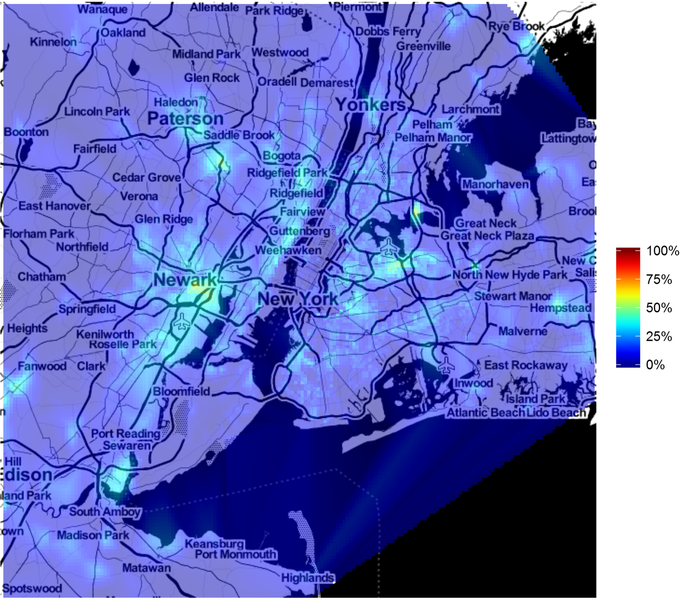 Wanaque
Allendale
Park Ridge
Piermont
Rye Brook
Oakland
Dobbs Ferry
Kinnelon
Greenville
Midland Park
Westwood
Glen Rock
Oradell
Demarest
Haledon
Yonkers
Lincoln Park
Larchmont
Paterson
Pelham
Bay
Boonton
Saddle Brook
Pelham Manor
Lattingtow
Fairfield
Bogota
Cedar Grove
Ridgefield Park
Manorhaven
Verona
Ridgefield
East Hanover
Fairview
Glen Ridge
Brool
Florham Park
Guttenberg
Great Neck
Northfield
Weehawken
Great Neck Plaza
New C
Chatham
Newark
North New Hyde Park
Salis
New York
Stewart Manor
Springfield
Hempstead
Heights
Kenilworth
Malverne
Roselle Park
Fanwood
Clark
East Rockaway
Bloomfield
Inwood
Island Park
Atlantic Beach
Lido Beach
Port Reading
Sewaren
Hill
dison
land Park
South Amboy
town
Madison Park
Keansburg
Port Monmouth
Matawan
Highlands
Spotswood
100%
75%
50%
25%
0%